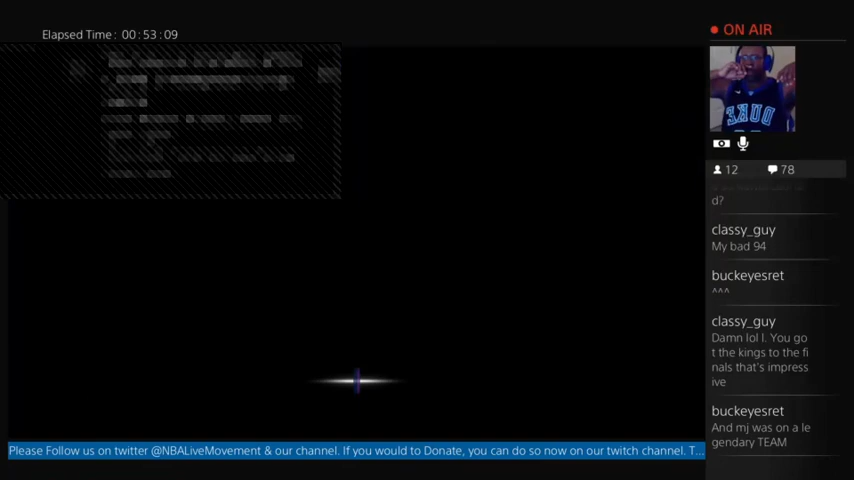 Elapsed Time: 00:53:09
ON AIR
DUKE
12 78
d?
classy_guy
My bad 94
buckeyesret
^^^
classy_guy
Damn lol I. You go
t the kings to the fi
nals that's impress
ive
buckeyesret
And mj was on a le
gendary TEAM
Please Follow us on twitter @NBALiveMovement & our channel. If you would to Donate, you can do so now on our twitch channel. T...